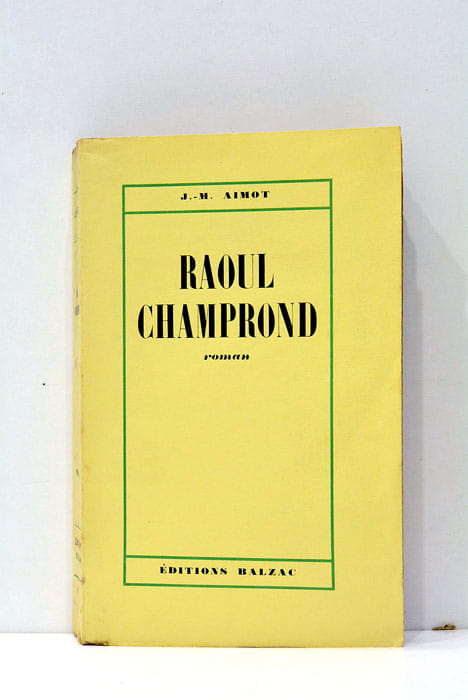 J.-M. AIMOT
RAOUL
CHAMPROND
roman
ÉDITIONS BALZAC